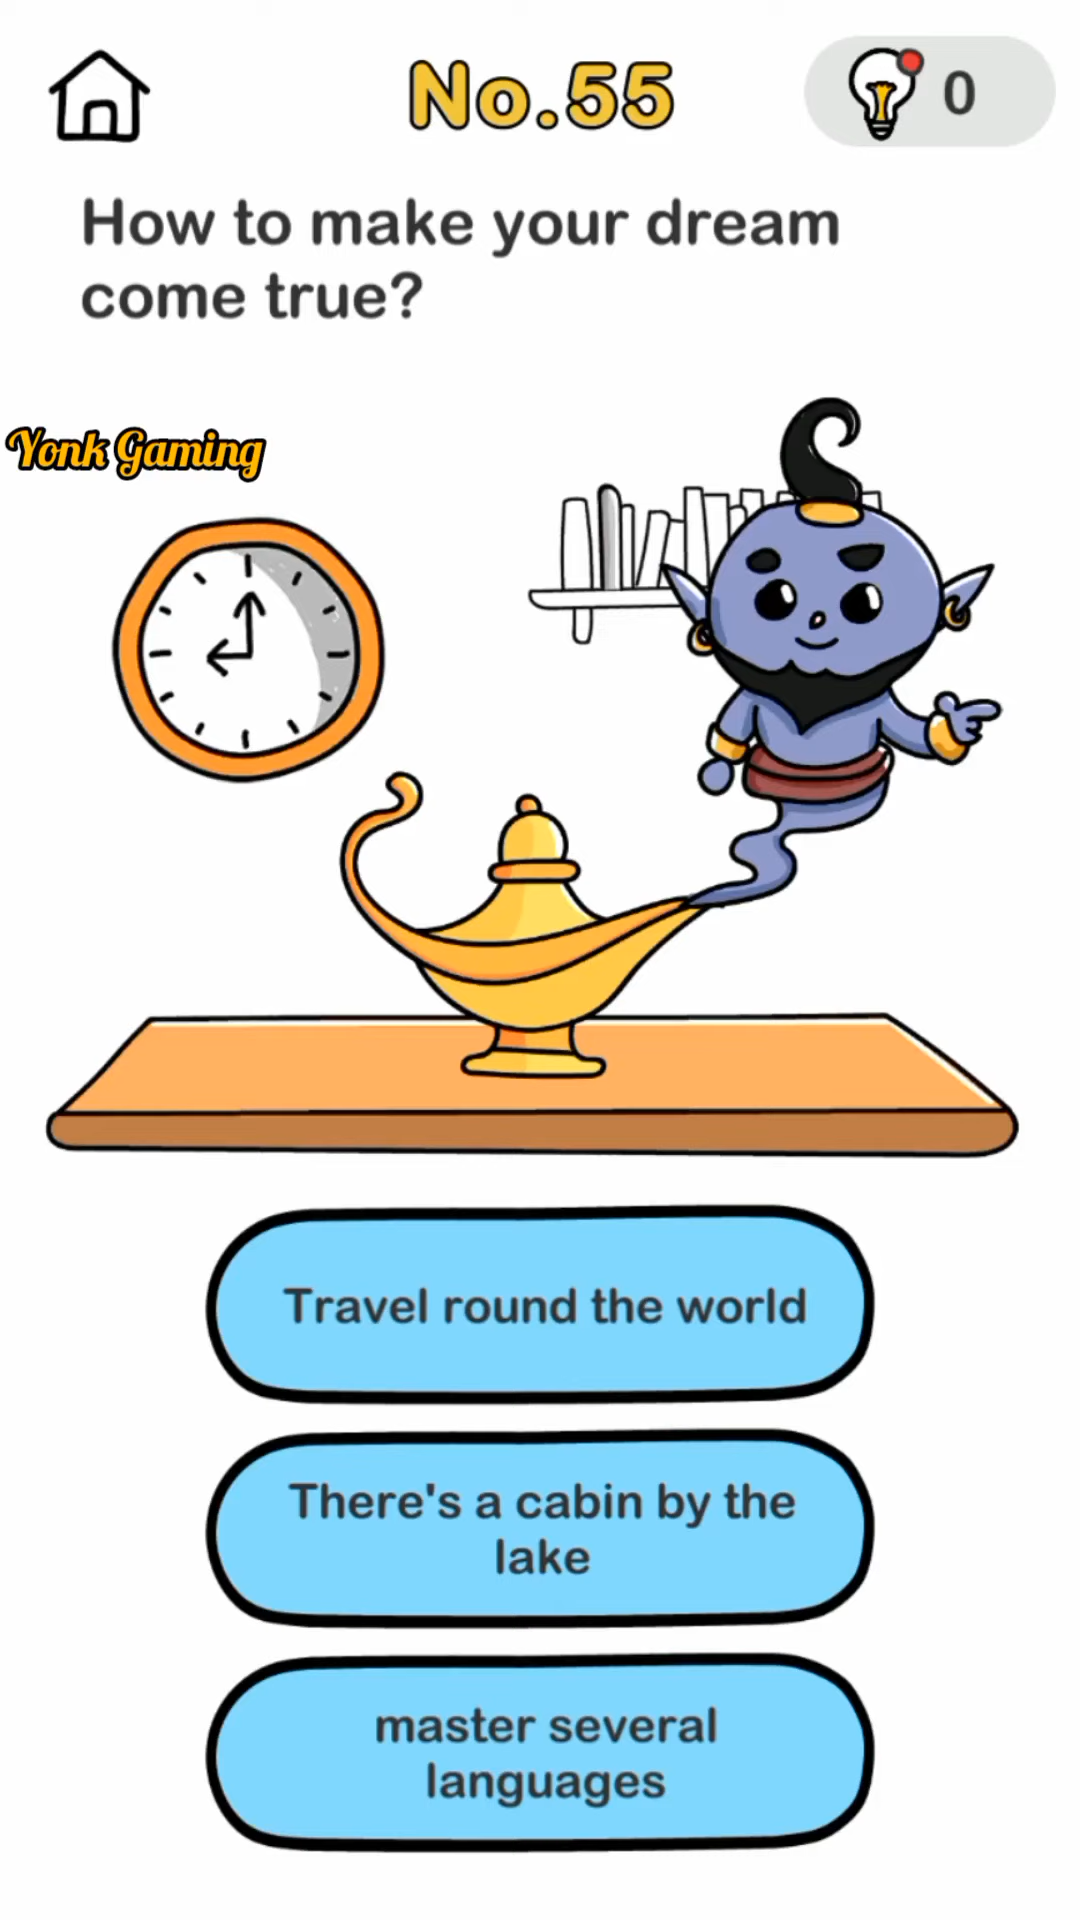 No.55
0
How to make your dream
come true?
Yonk Gaming
Travel round the world
There's a cabin by the
lake
master several
languages